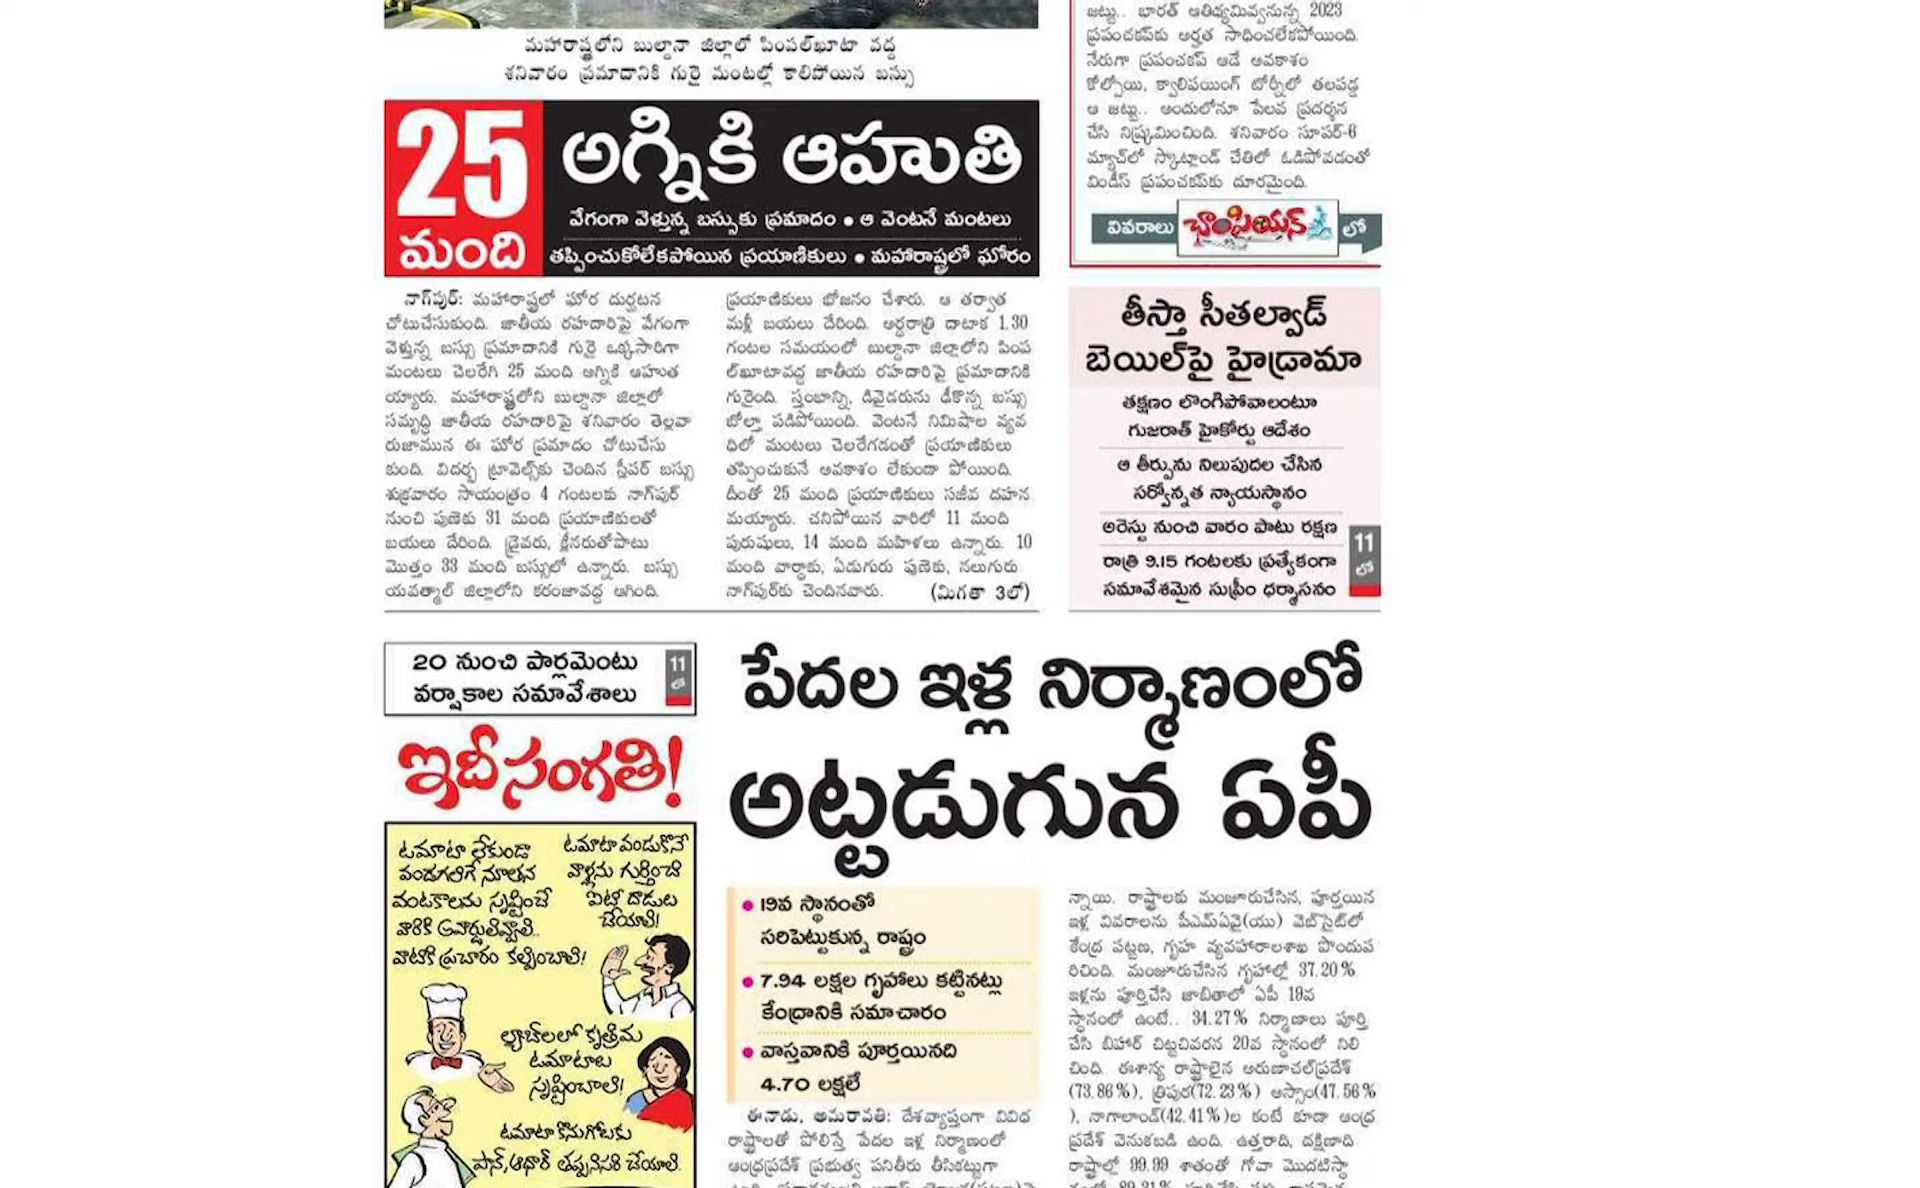 మహారాష్ట్రలోని బుల్దానా జిల్లాలో పింపల్‌ఖూటా వద్ద
శనివారం ప్రమాదానికి గురై మంటల్లో కాలిపోయిన బస్సు
25
మంది
అగ్నికి ఆహుతి
వేగంగా వెళ్తున్న బస్సుకు ప్రమాదం ● ఆ వెంటనే మంటలు
తప్పించుకోలేకపోయిన ప్రయాణికులు ● మహారాష్ట్రలో ఘోరం
నాగ్‌పుర్: మహారాష్ట్రలో ఘోర దుర్ఘటన
చోటుచేసుకుంది. జాతీయ రహదారిపై వేగంగా
వెళ్తున్న బస్సు ప్రమాదానికి గురై ఒక్కసారిగా
మంటలు చెలరేగి 25 మంది అగ్నికి ఆహుత
య్యారు. మహారాష్ట్రలోని బుల్దానా జిల్లాలో
సమృద్ధి జాతీయ రహదారిపై శనివారం తెల్లవా
రుజామున ఈ ఘోర ప్రమాదం చోటుచేసు
కుంది. విదర్భ ట్రావెల్స్‌కు చెందిన స్లీపర్ బస్సు
శుక్రవారం సాయంత్రం 4 గంటలకు నాగ్‌పుర్
నుంచి పుణెకు 31 మంది ప్రయాణికులతో
బయలు దేరింది. డ్రైవరు, క్లీనరుతోపాటు
మొత్తం 33 మంది బస్సులో ఉన్నారు. బస్సు
యవత్మాల్ జిల్లాలోని కరంజావద్ద ఆగింది.
ప్రయాణికులు భోజనం చేశారు. ఆ తర్వాత
మళ్లీ బయలు దేరింది. అర్ధరాత్రి దాటాక 1.30
గంటల సమయంలో బుల్దానా జిల్లాలోని పింప
ల్‌ఖూటావద్ద జాతీయ రహదారిపై ప్రమాదానికి
గురైంది. స్తంభాన్ని, డివైడరును ఢీకొన్న బస్సు
బోల్తా పడిపోయింది. వెంటనే నిమిషాల వ్యవ
ధిలో మంటలు చెలరేగడంతో ప్రయాణికులు
తప్పించుకునే అవకాశం లేకుండా పోయింది.
దీంతో 25 మంది ప్రయాణికులు సజీవ దహన
మయ్యారు. చనిపోయిన వారిలో 11 మంది
పురుషులు, 14 మంది మహిళలు ఉన్నారు. 10
మంది వార్ధాకు, ఏడుగురు పుణెకు, నలుగురు
నాగ్‌పుర్‌కు చెందినవారు. (మిగతా 3లో)
జట్టు.. భారత్ ఆతిథ్యమివ్వనున్న 2023
ప్రపంచకప్‌కు అర్హత సాధించలేకపోయింది.
నేరుగా ప్రపంచకప్ ఆడే అవకాశం
కోల్పోయి, క్వాలిఫయింగ్ టోర్నీలో తలపడ్డ
ఆ జట్టు.. అందులోనూ పేలవ ప్రదర్శన
చేసి నిష్క్రమించింది. శనివారం సూపర్-6
మ్యాచ్‌లో స్కాట్లాండ్ చేతిలో ఓడిపోవడంతో
విండీస్ ప్రపంచకప్‌కు దూరమైంది.
వివరాలు ఛాంపియన్ లో
తీస్తా సీతల్వాడ్
బెయిల్‌పై హైడ్రామా
తక్షణం లొంగిపోవాలంటూ
గుజరాత్ హైకోర్టు ఆదేశం
ఆ తీర్పును నిలుపుదల చేసిన
సర్వోన్నత న్యాయస్థానం
అరెస్టు నుంచి వారం పాటు రక్షణ
రాత్రి 9.15 గంటలకు ప్రత్యేకంగా
సమావేశమైన సుప్రీం ధర్మాసనం
11
లో
20 నుంచి పార్లమెంటు
వర్షాకాల సమావేశాలు
11
లో
ఇదీసంగతి!
టమాటా లేకుండా
వండగలిగే నూతన
వంటకాలను సృష్టించే
వారికి అవార్డులివ్వాలి..
వాటికి ప్రచారం కల్పించాలి!
టమాటా వండుకొనే
వాళ్లను గుర్తించి
ఐటీ దాడులు
చేయాలి!
ల్యాబ్‌లలో కృత్రిమ
టమాటాలు
సృష్టించాలి!
టమాటా కొనుగోలుకు
పాన్,ఆధార్ తప్పనిసరి చేయాలి.
పేదల ఇళ్ల నిర్మాణంలో
అట్టడుగున ఏపీ
● 19వ స్థానంతో
సరిపెట్టుకున్న రాష్ట్రం
● 7.94 లక్షల గృహాలు కట్టినట్లు
కేంద్రానికి సమాచారం
● వాస్తవానికి పూర్తయినది
4.70 లక్షలే
ఈనాడు, అమరావతి: దేశవ్యాప్తంగా వివిధ
రాష్ట్రాలతో పోలిస్తే పేదల ఇళ్ల నిర్మాణంలో
ఆంధ్రప్రదేశ్ ప్రభుత్వ పనితీరు తీసికట్టుగా
న్నాయి. రాష్ట్రాలకు మంజూరుచేసిన, పూర్తయిన
ఇళ్ల వివరాలను పీఎమ్ఏవై(యు) వెబ్‌సైట్‌లో
కేంద్ర పట్టణ, గృహ వ్యవహారాలశాఖ పొందుప
రిచింది. మంజూరుచేసిన గృహాల్లో 37.20%
ఇళ్లను పూర్తిచేసి జాబితాలో ఏపీ 19వ
స్థానంలో ఉంటే.. 34.27% నిర్మాణాలు పూర్తి
చేసి బిహార్ చిట్టచివరన 20వ స్థానంలో నిలి
చింది. ఈశాన్య రాష్ట్రాలైన అరుణాచల్‌ప్రదేశ్
(73.86%), త్రిపుర(72.23%) అస్సాం(47.56%
), నాగాలాండ్(42.41%)ల కంటే కూడా ఆంధ్ర
ప్రదేశ్ వెనుకబడి ఉంది. ఉత్తరాది, దక్షిణాది
రాష్ట్రాల్లో 99.99 శాతంతో గోవా మొదటిస్థా